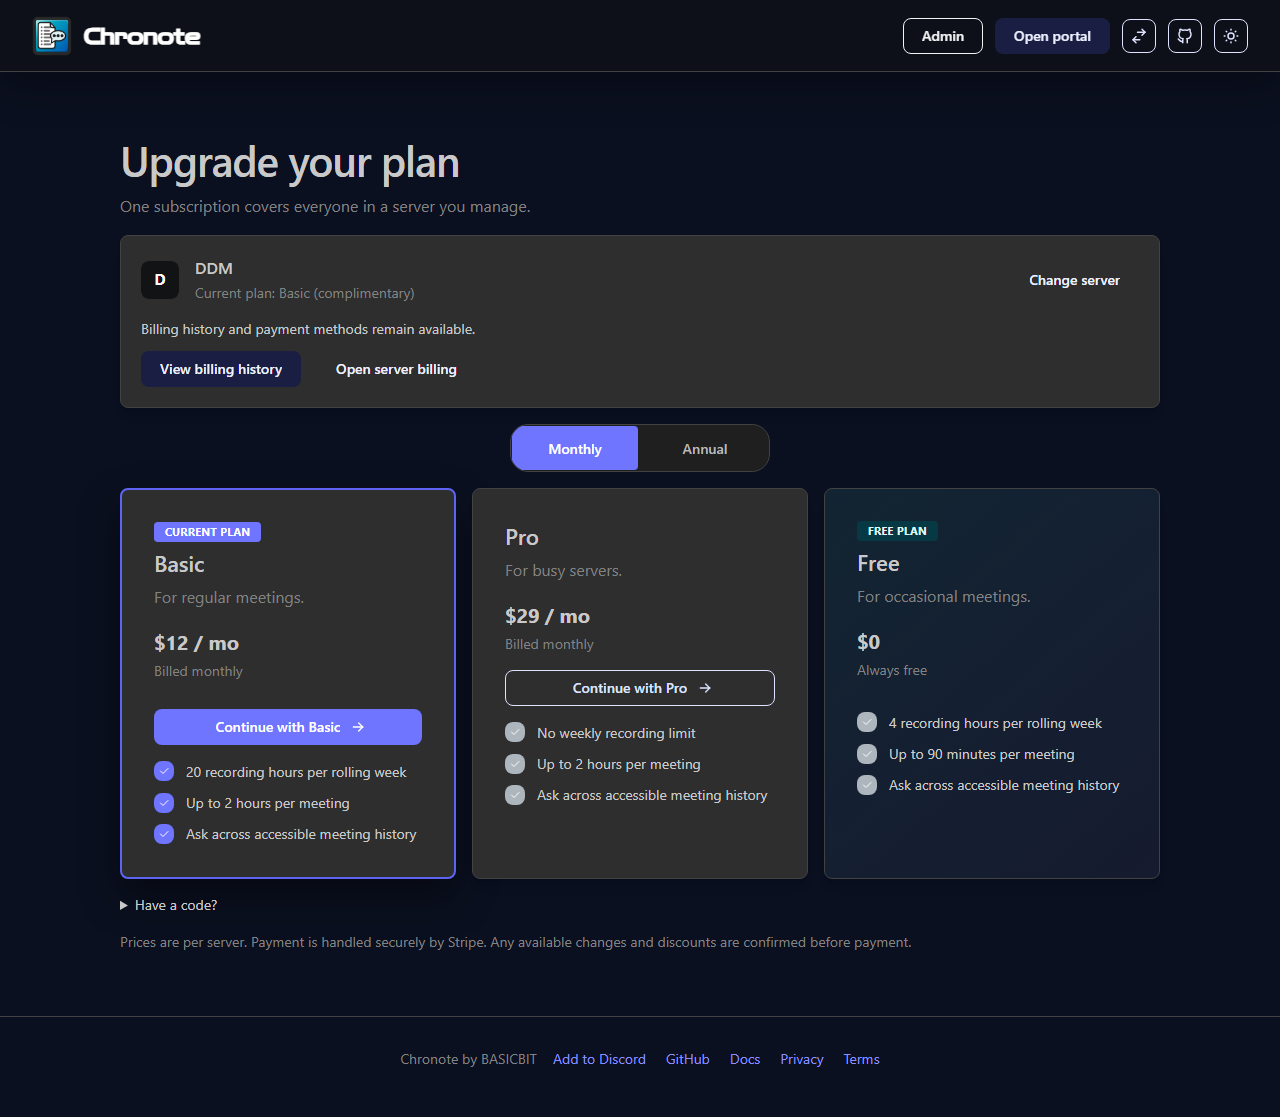 Chronote
Admin
Open portal
Upgrade your plan
One subscription covers everyone in a server you manage.
D
DDM
Current plan: Basic (complimentary)
Change server
Billing history and payment methods remain available.
View billing history
Open server billing
Monthly
Annual
CURRENT PLAN
Basic
For regular meetings.
$12 / mo
Billed monthly
Continue with Basic →
20 recording hours per rolling week
Up to 2 hours per meeting
Ask across accessible meeting history
Pro
For busy servers.
$29 / mo
Billed monthly
Continue with Pro →
No weekly recording limit
Up to 2 hours per meeting
Ask across accessible meeting history
FREE PLAN
Free
For occasional meetings.
$0
Always free
4 recording hours per rolling week
Up to 90 minutes per meeting
Ask across accessible meeting history
Have a code?
Prices are per server. Payment is handled securely by Stripe. Any available changes and discounts are confirmed before payment.
Chronote by BASICBIT Add to Discord GitHub Docs Privacy Terms